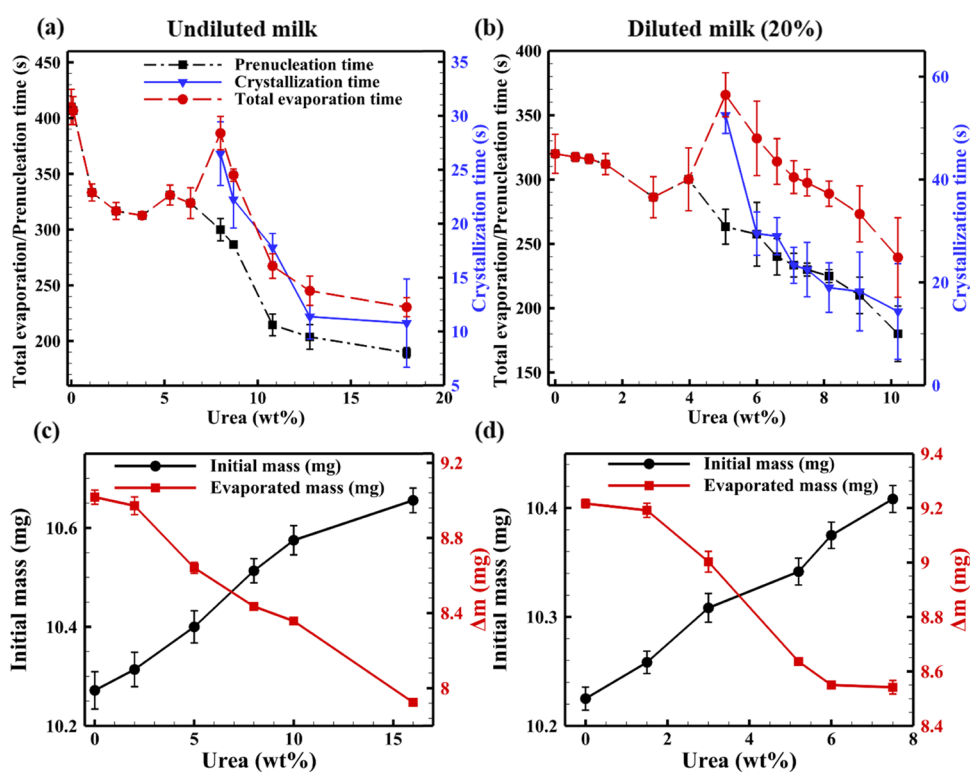 (a)
Undiluted milk
Prenucleation time
Crystallization time
Total evaporation time
Total evaporation/Prenucleation time (s)
450
400
350
300
250
200
Crystallization time (s)
35
30
25
20
15
10
5
0
5
10
15
20
Urea (wt%)
(b)
Diluted milk (20%)
Total evaporation/Prenucleation time (s)
400
350
300
250
200
150
Crystallization time (s)
60
40
20
0
0
2
4
6
8
10
Urea (wt%)
(c)
Initial mass (mg)
Evaporated mass (mg)
Initial mass (mg)
10.6
10.4
10.2
Δm (mg)
9.2
8.8
8.4
8
0
5
10
15
Urea (wt%)
(d)
Initial mass (mg)
Evaporated mass (mg)
Initial mass (mg)
10.4
10.3
10.2
Δm (mg)
9.4
9.2
9
8.8
8.6
8.4
0
2
4
6
8
Urea (wt%)